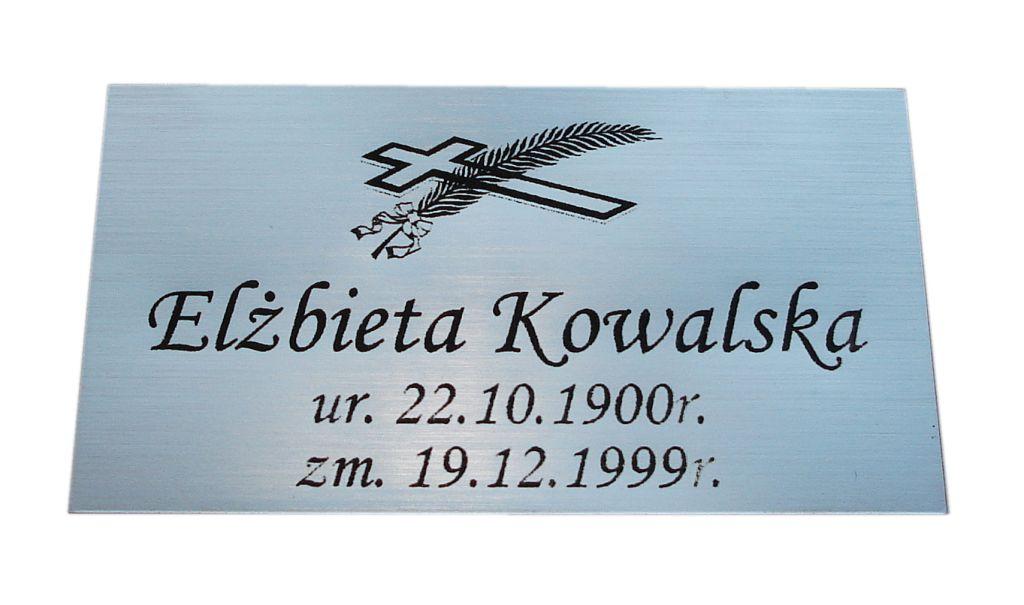 Elżbieta Kowalska
ur. 22.10.1900r.
zm. 19.12.1999r.